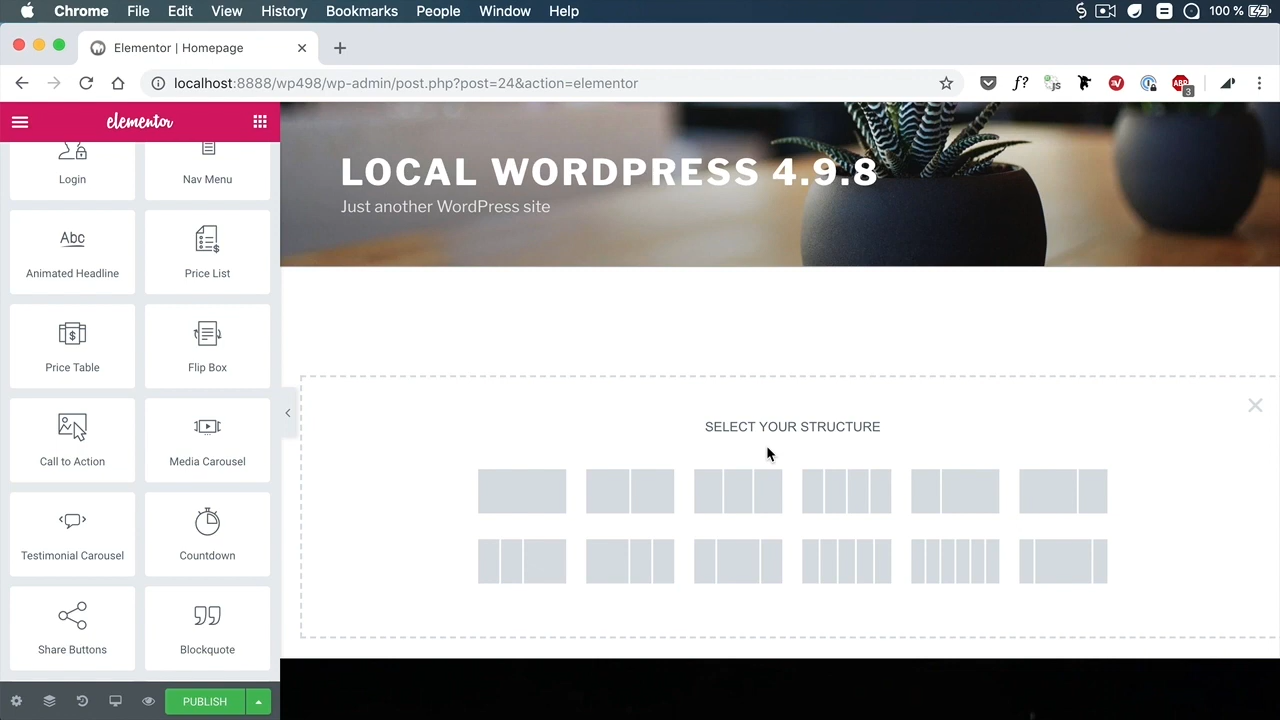 Chrome File Edit View History Bookmarks People Window Help 100 %
Elementor | Homepage
localhost:8888/wp498/wp-admin/post.php?post=24&action=elementor
f?
js
ABP
3
elementor
Login
Nav Menu
LOCAL WORDPRESS 4.9.8
Just another WordPress site
Abc
Animated Headline
Price List
Price Table
Flip Box
Call to Action
Media Carousel
SELECT YOUR STRUCTURE
Testimonial Carousel
Countdown
Share Buttons
Blockquote
PUBLISH